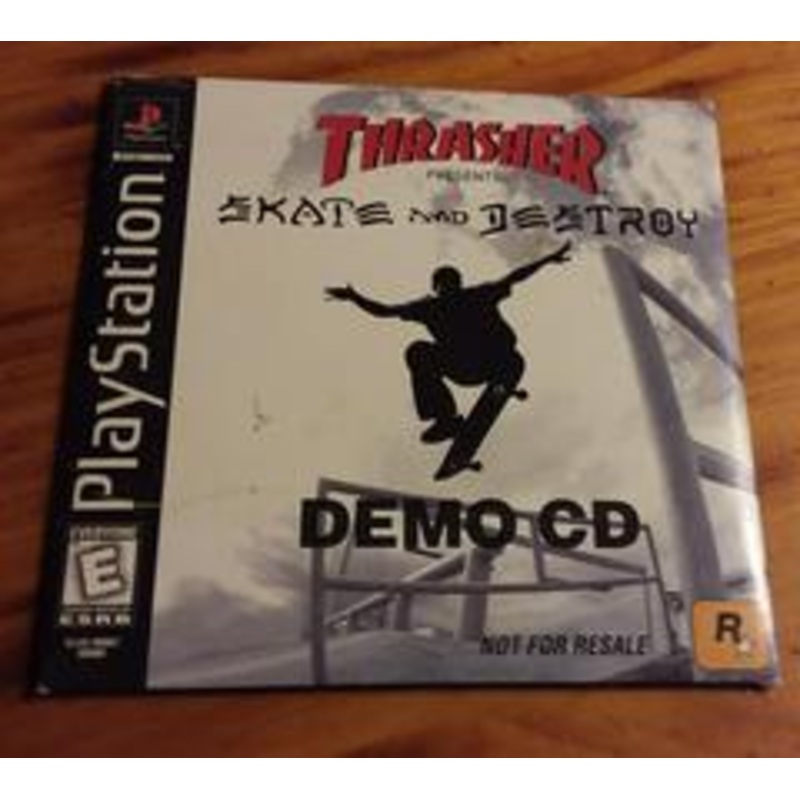 PlayStation
THRASHER
PRESENTS
SKATE AND DESTROY
DEMO CD
NOT FOR RESALE
E
ESRB
R